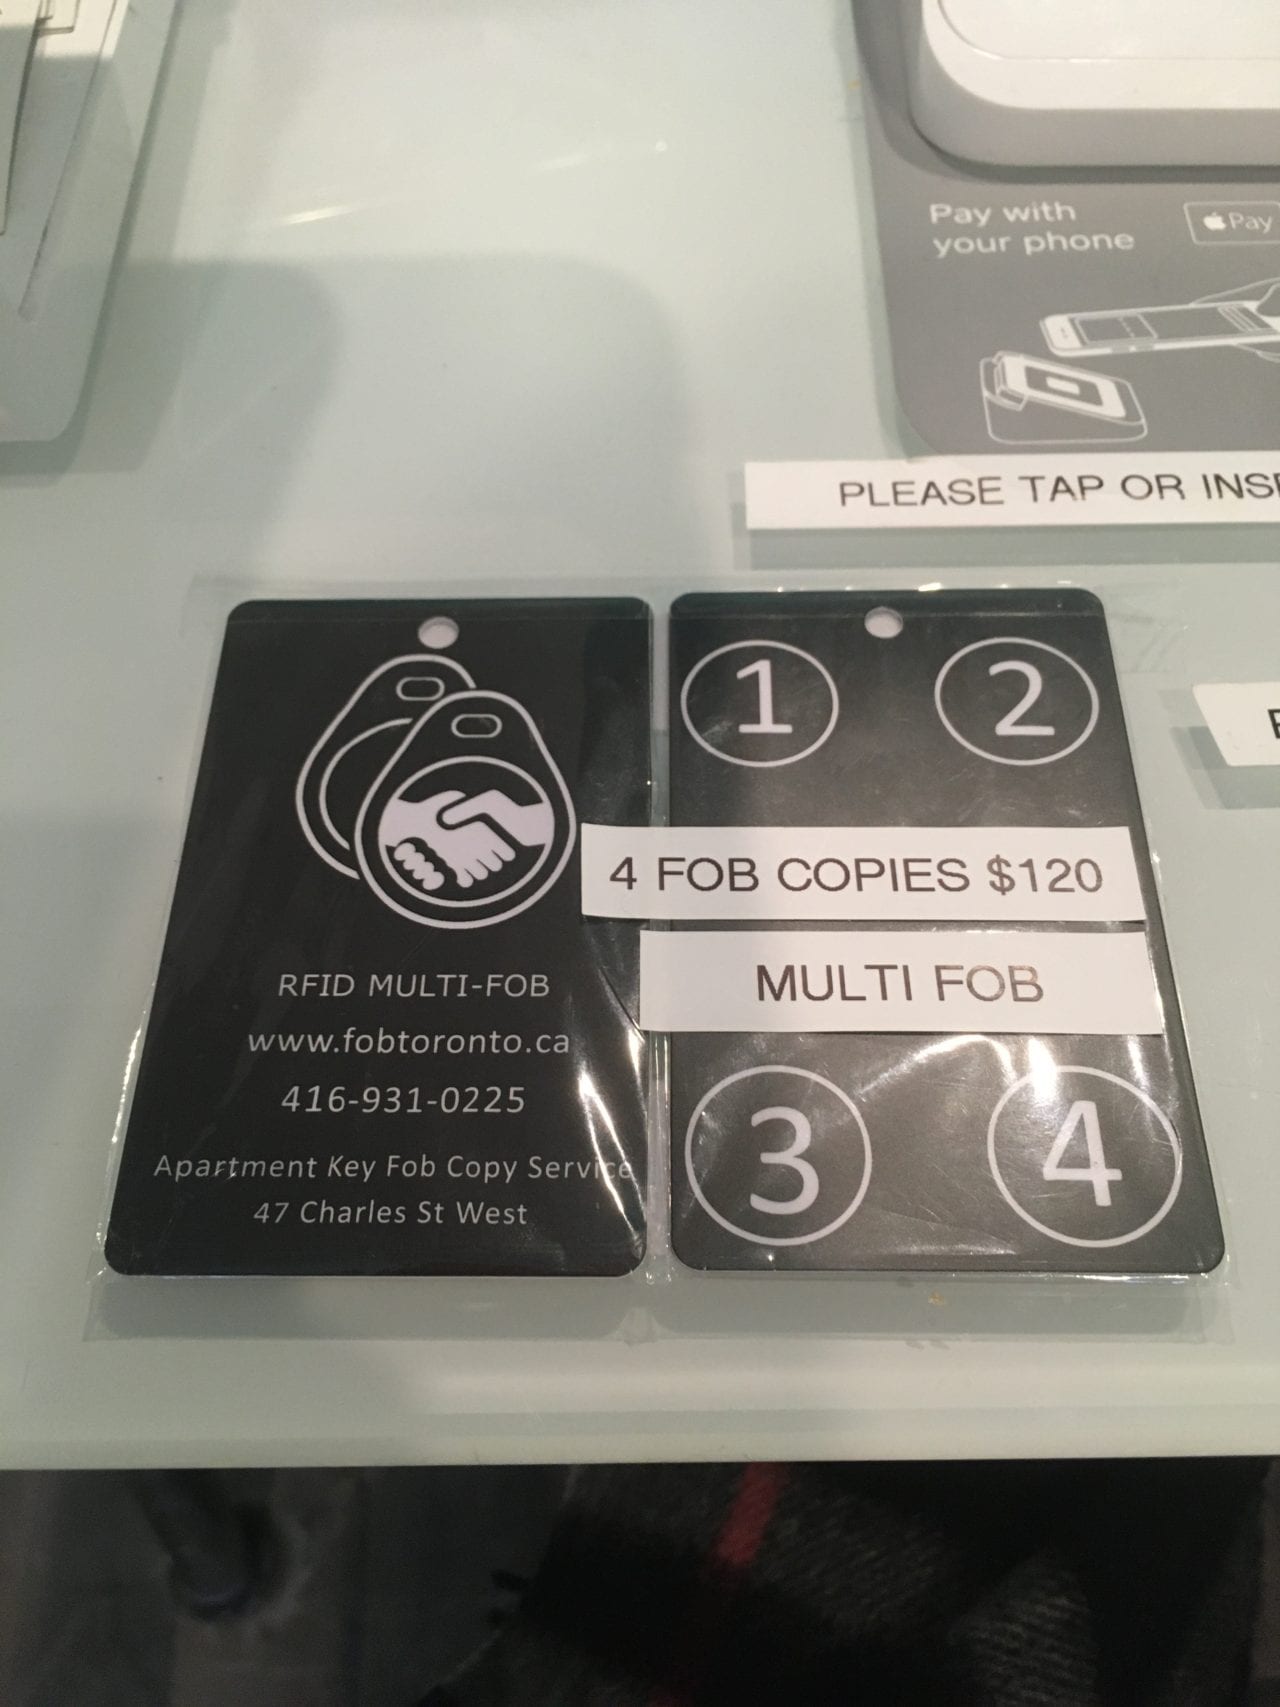 Pay with
your phone
Pay
PLEASE TAP OR
1
2
4 FOB COPIES $120
MULTI FOB
3
4
RFID MULTI-FOB
www.fobtoronto.ca
416-931-0225
Apartment Key Fob Copy Service
47 Charles St West